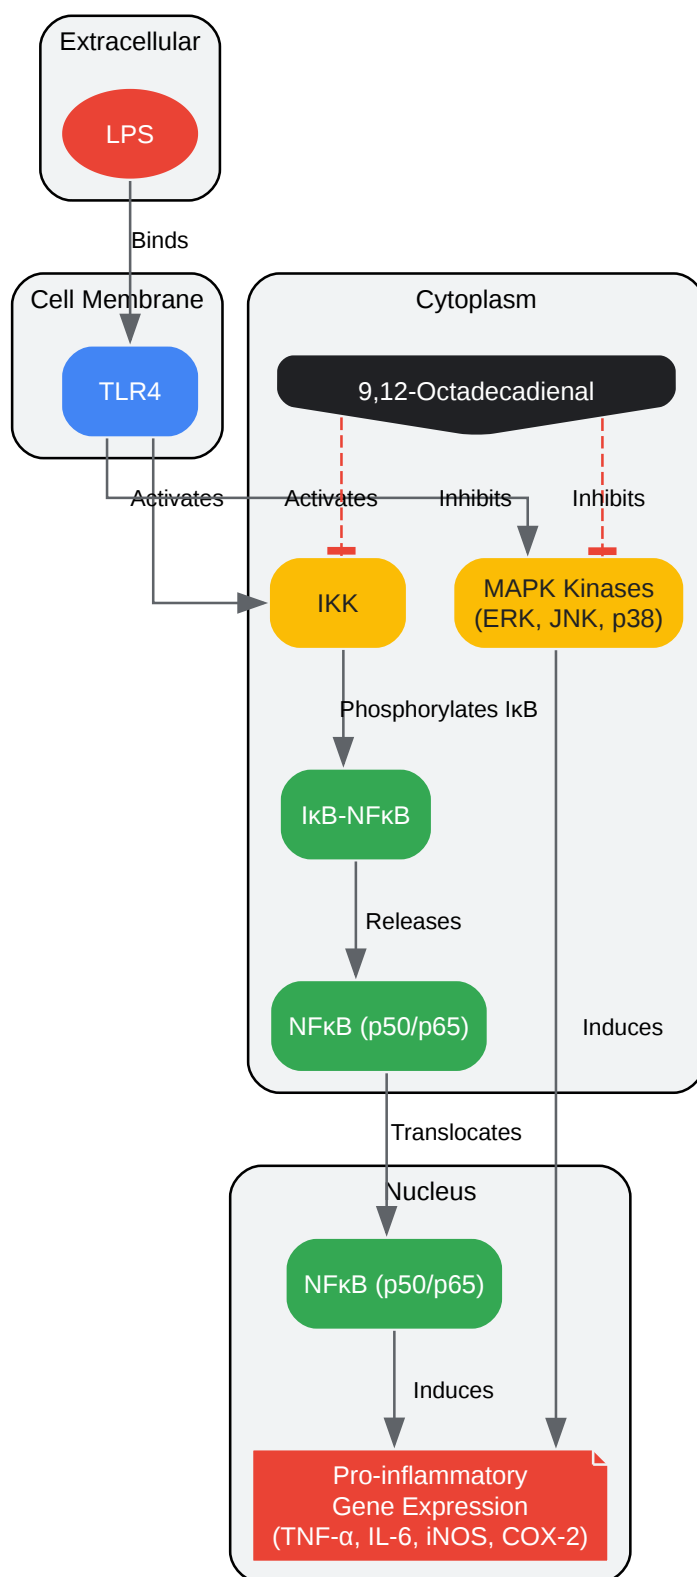 Extracellular
LPS
Binds
Cell Membrane
Cytoplasm
TLR4
9,12-Octadecadienal
Activates
Activates
Inhibits
Inhibits
IKK
MAPK Kinases
(ERK, JNK, p38)
Phosphorylates IκB
IκB-NFκB
Releases
NFκB (p50/p65)
Induces
Translocates
Nucleus
NFκB (p50/p65)
Induces
Pro-inflammatory
Gene Expression
(TNF-α, IL-6, iNOS, COX-2)